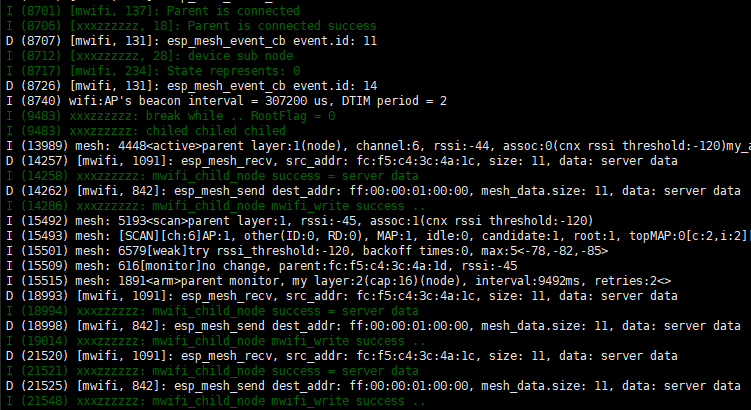 I (8701) [mwifi, 137]: Parent is connected
I (8706) [xxxzzzzzz, 18]: Parent is connected success
D (8707) [mwifi, 131]: esp_mesh_event_cb event.id: 11
I (8712) [xxxzzzzzz, 28]: device sub node
I (8717) [mwifi, 234]: State represents: 0
D (8726) [mwifi, 131]: esp_mesh_event_cb event.id: 14
I (8740) wifi:AP's beacon interval = 307200 us, DTIM period = 2
I (9483) xxxzzzzzz: break while .. RootFlag = 0
I (9483) xxxzzzzzz: chiled chiled chiled
I (13989) mesh: 4448<active>parent layer:1(node), channel:6, rssi:-44, assoc:0(cnx rssi threshold:-120)my_a
D (14257) [mwifi, 1091]: esp_mesh_recv, src_addr: fc:f5:c4:3c:4a:1c, size: 11, data: server data
I (14258) xxxzzzzzz: mwifi_child_node success = server data
D (14262) [mwifi, 842]: esp_mesh_send dest_addr: ff:00:00:01:00:00, mesh_data.size: 11, data: server data
I (14286) xxxzzzzzz: mwifi_child_node mwifi_write success ..
I (15492) mesh: 5193<scan>parent layer:1, rssi:-45, assoc:1(cnx rssi threshold:-120)
I (15493) mesh: [SCAN][ch:6]AP:1, other(ID:0, RD:0), MAP:1, idle:0, candidate:1, root:1, topMAP:0[c:2,i:2][
I (15501) mesh: 6579[weak]try rssi_threshold:-120, backoff times:0, max:5<-78,-82,-85>
I (15509) mesh: 616[monitor]no change, parent:fc:f5:c4:3c:4a:1d, rssi:-45
I (15515) mesh: 1891<arm>parent monitor, my layer:2(cap:16)(node), interval:9492ms, retries:2<>
D (18993) [mwifi, 1091]: esp_mesh_recv, src_addr: fc:f5:c4:3c:4a:1c, size: 11, data: server data
I (18994) xxxzzzzzz: mwifi_child_node success = server data
D (18998) [mwifi, 842]: esp_mesh_send dest_addr: ff:00:00:01:00:00, mesh_data.size: 11, data: server data
I (19014) xxxzzzzzz: mwifi_child_node mwifi_write success ..
D (21520) [mwifi, 1091]: esp_mesh_recv, src_addr: fc:f5:c4:3c:4a:1c, size: 11, data: server data
I (21521) xxxzzzzzz: mwifi_child_node success = server data
D (21525) [mwifi, 842]: esp_mesh_send dest_addr: ff:00:00:01:00:00, mesh_data.size: 11, data: server data
I (21548) xxxzzzzzz: mwifi_child_node mwifi_write success ..